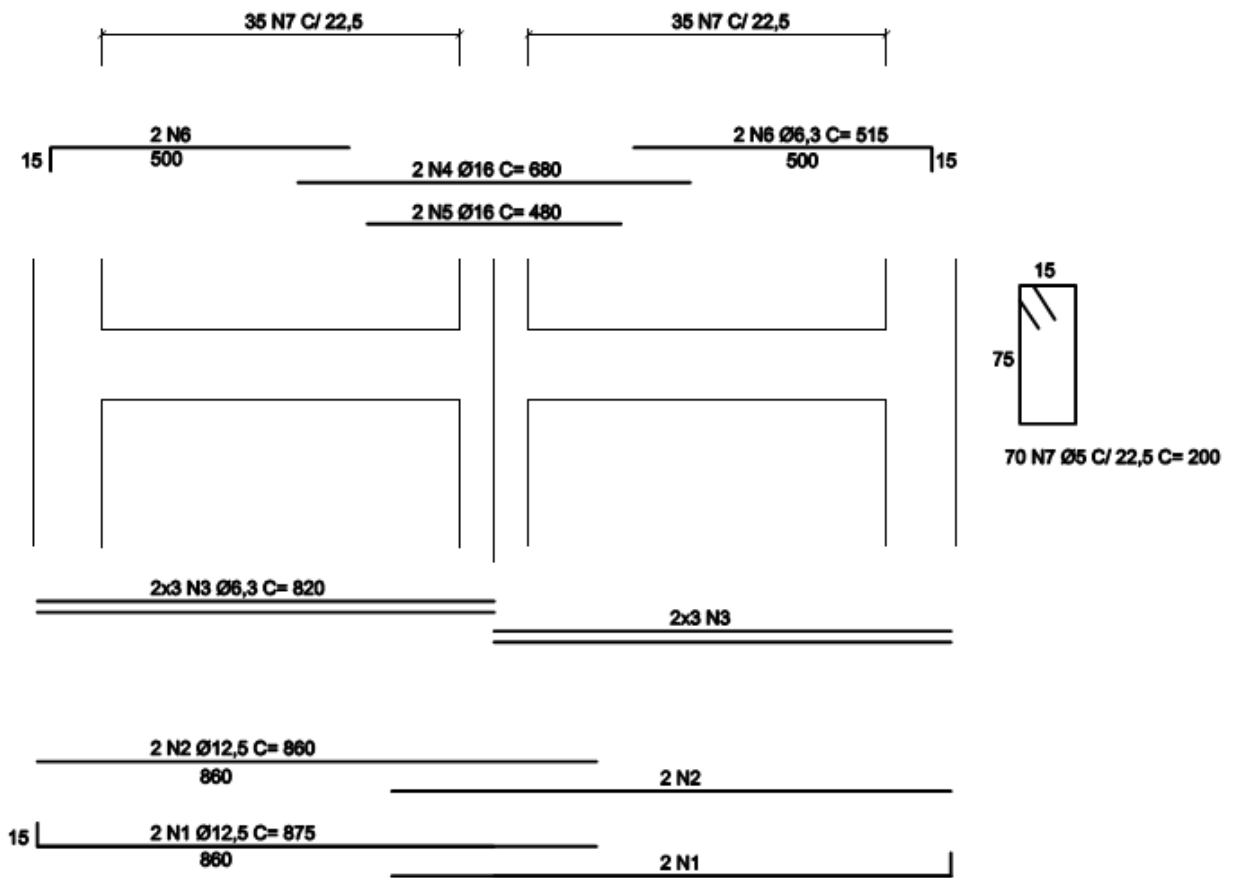 35 N7 C/ 22,5
35 N7 C/ 22,5
2 N6
15
500
2 N6 Ø6,3 C= 515
500
15
2 N4 Ø16 C= 680
2 N5 Ø16 C= 480
15
75
70 N7 Ø5 C/ 22,5 C= 200
2x3 N3 Ø6,3 C= 820
2x3 N3
2 N2 Ø12,5 C= 860
860
2 N2
15
2 N1 Ø12,5 C= 875
860
2 N1